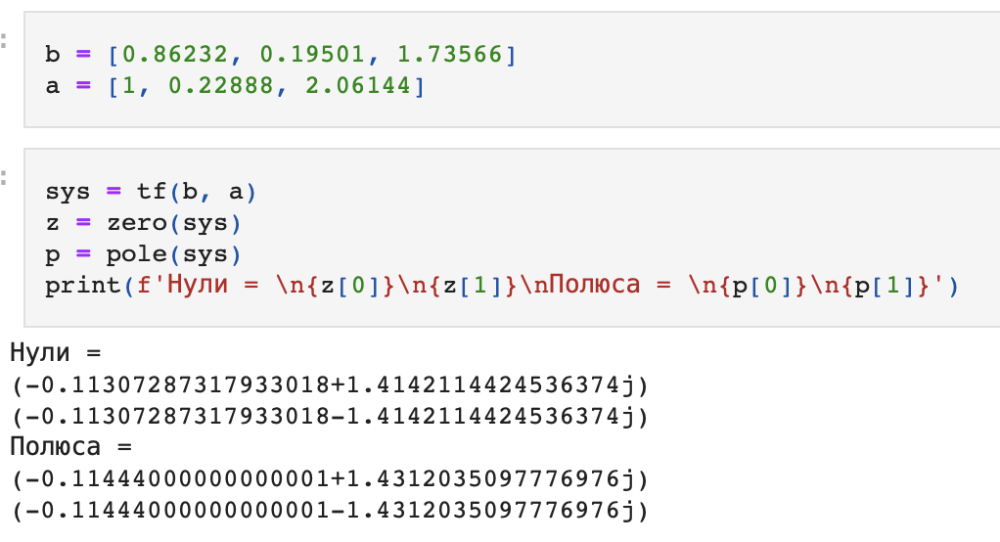 b = [0.86232, 0.19501, 1.73566]
a = [1, 0.22888, 2.06144]
sys = tf(b, a)
z = zero(sys)
p = pole(sys)
print(f'Нули = \n{z[0]}\n{z[1]}\nПолюса = \n{p[0]}\n{p[1]}')
Нули =
(-0.11307287317933018+1.4142114424536374j)
(-0.11307287317933018-1.4142114424536374j)
Полюса =
(-0.11444000000000001+1.4312035097776976j)
(-0.11444000000000001-1.4312035097776976j)